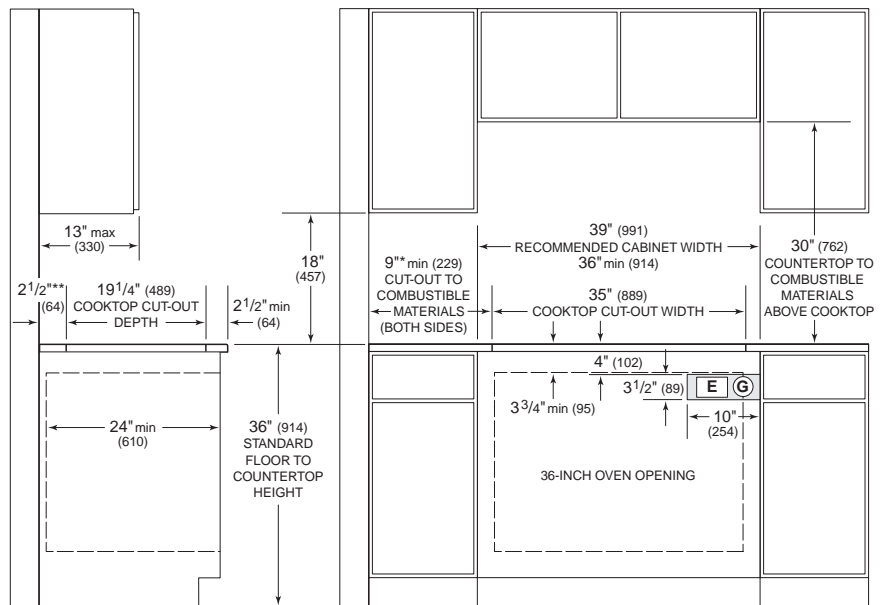 13" max
(330)
18"
(457)
2 1/2"**
(64)
19 1/4" (489)
COOKTOP CUT-OUT
DEPTH
2 1/2" min
(64)
24" min
(610)
36" (914)
STANDARD
FLOOR TO
COUNTERTOP
HEIGHT
9"* min (229)
CUT-OUT TO
COMBUSTIBLE
MATERIALS
(BOTH SIDES)
39" (991)
RECOMMENDED CABINET WIDTH
36" min (914)
35" (889)
COOKTOP CUT-OUT WIDTH
30" (762)
COUNTERTOP TO
COMBUSTIBLE
MATERIALS
ABOVE COOKTOP
4" (102)
3 1/2" (89)
E G
3 3/4" min (95)
10"
(254)
36-INCH OVEN OPENING